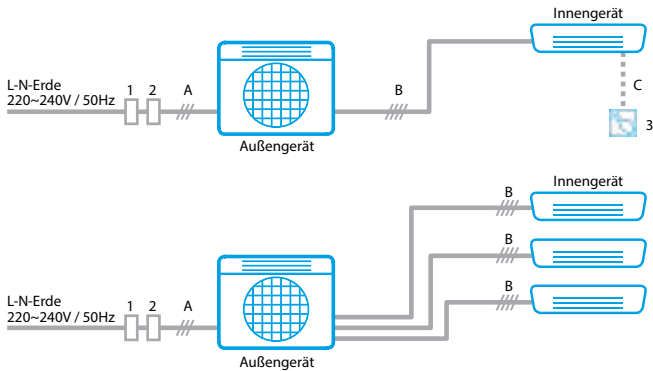 Innengerät
L-N-Erde
220~240V / 50Hz
1 2 A
B
C
3
Außengerät
Innengerät
B
B
B
L-N-Erde
220~240V / 50Hz
1 2 A
Außengerät